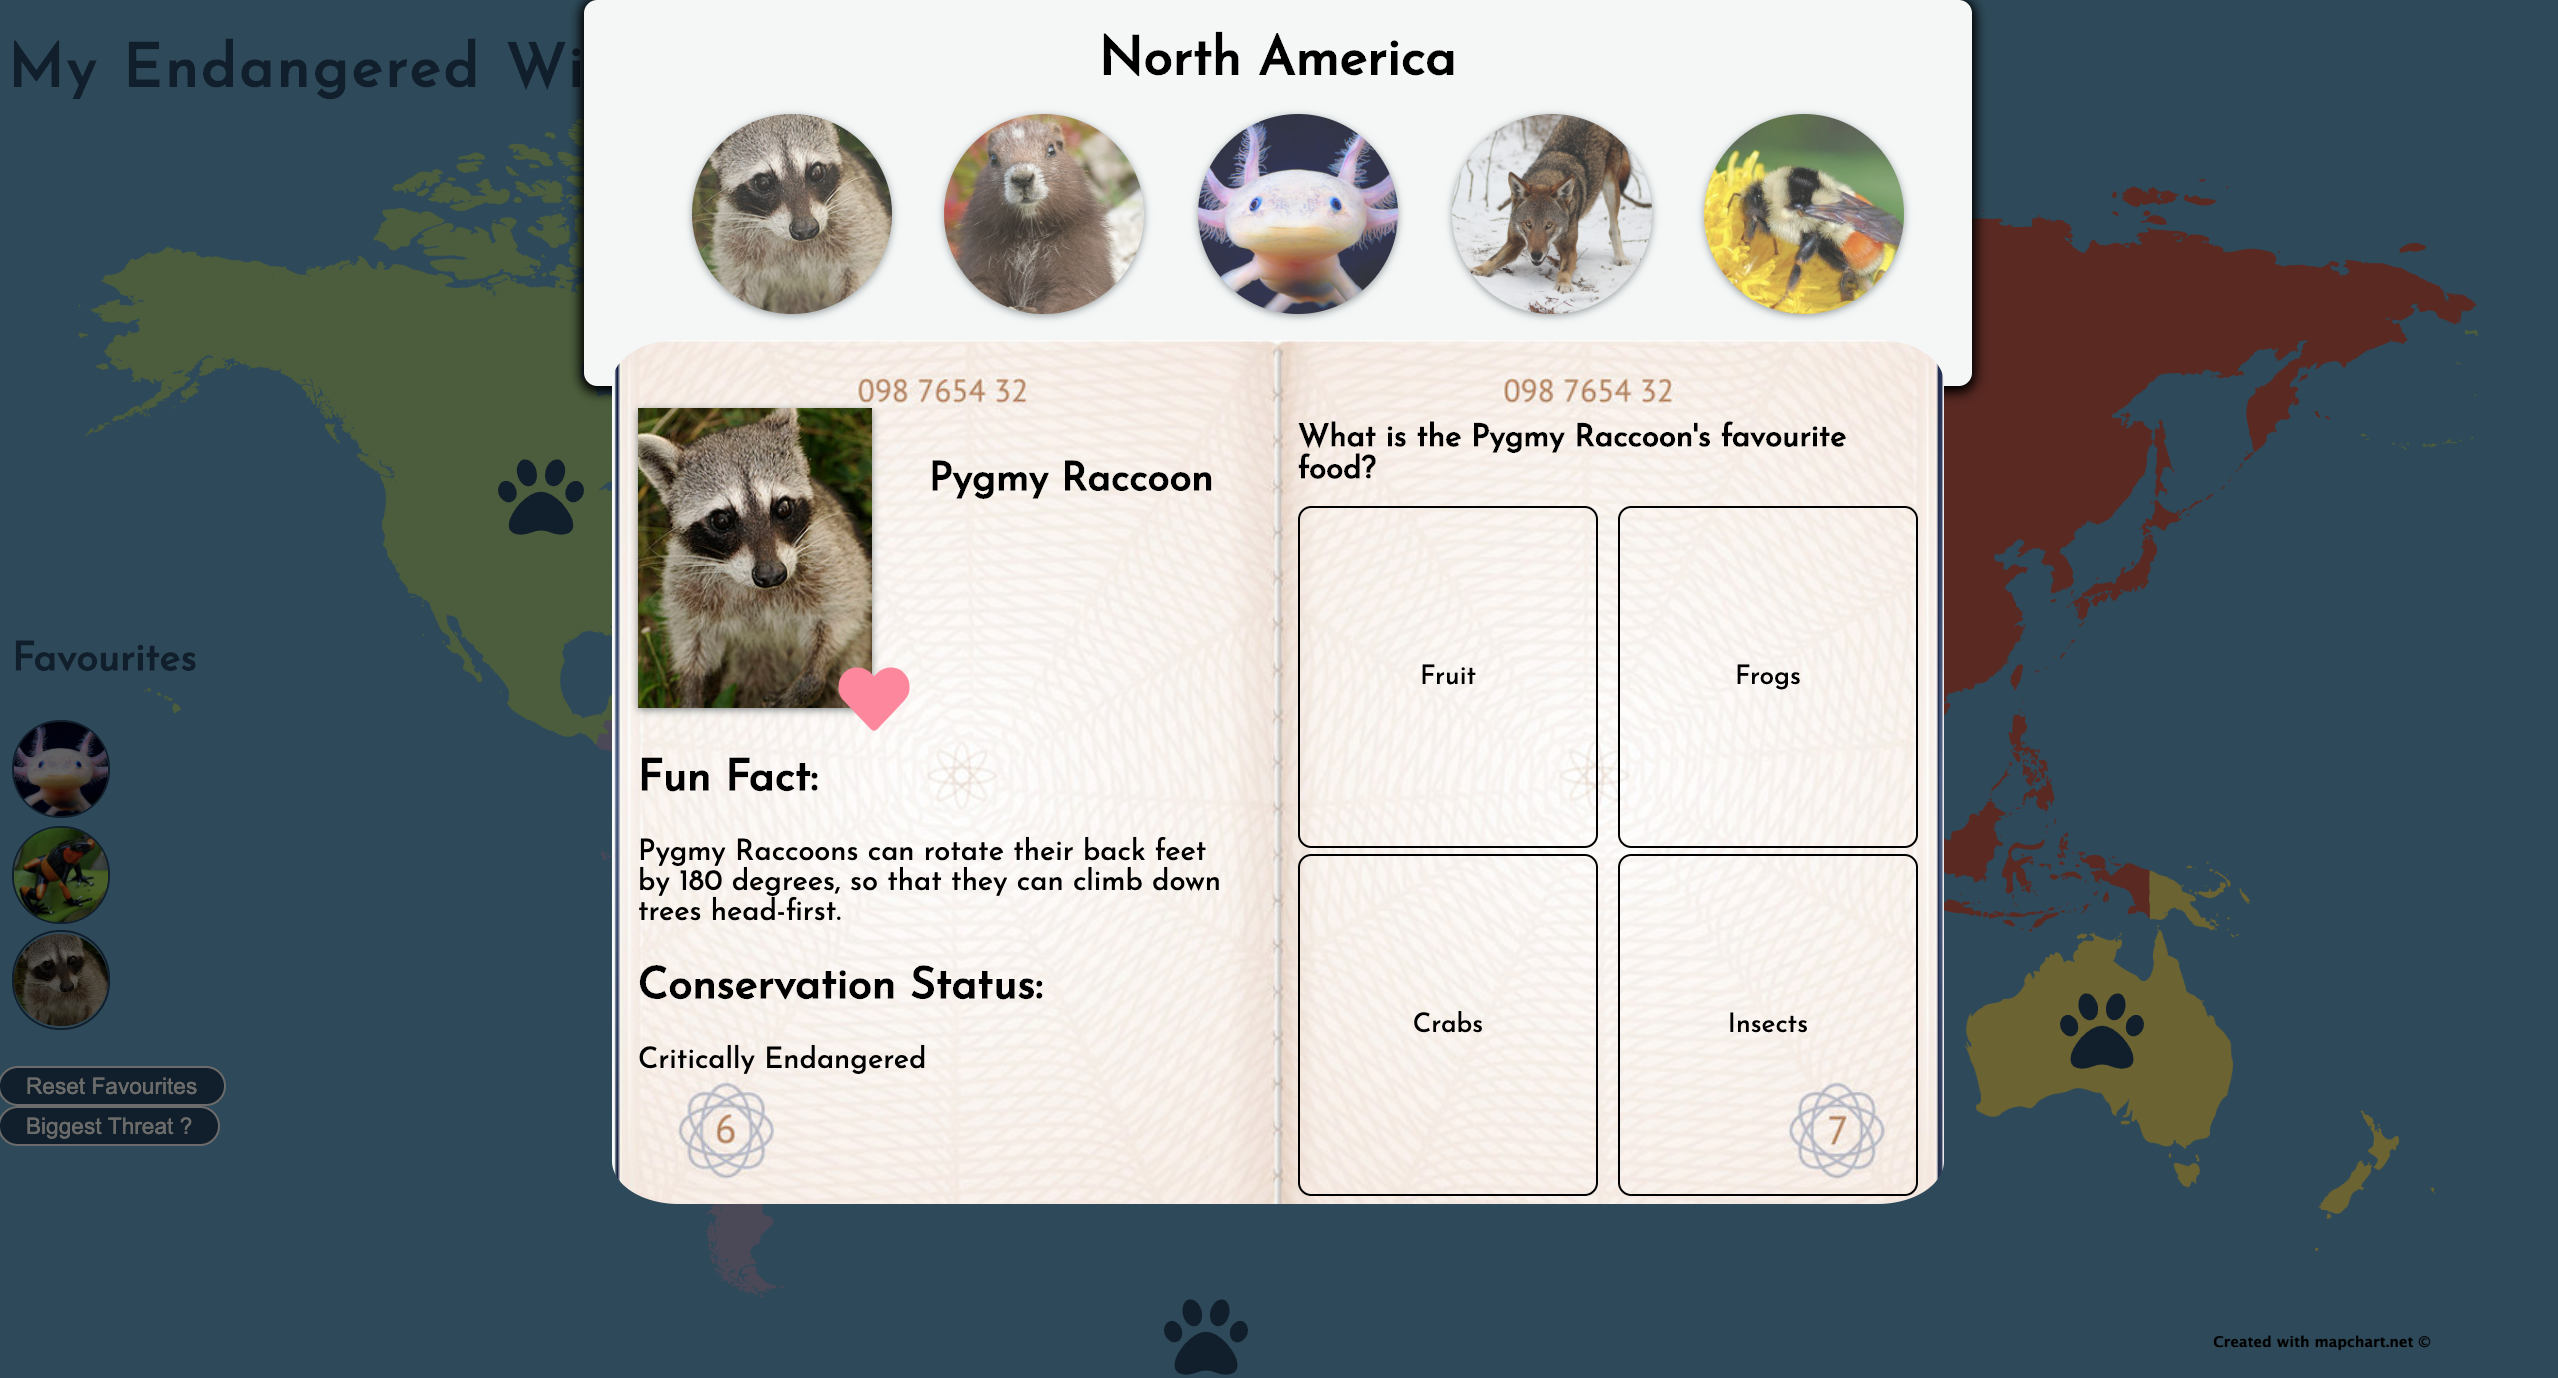 My Endangered Wi
North America
098 7654 32
Pygmy Raccoon
Fun Fact:
Pygmy Raccoons can rotate their back feet
by 180 degrees, so that they can climb down
trees head-first.
Conservation Status:
Critically Endangered
6
098 7654 32
What is the Pygmy Raccoon's favourite
food?
Fruit
Frogs
Crabs
Insects
7
Favourites
Reset Favourites
Biggest Threat ?
Created with mapchart.net ©